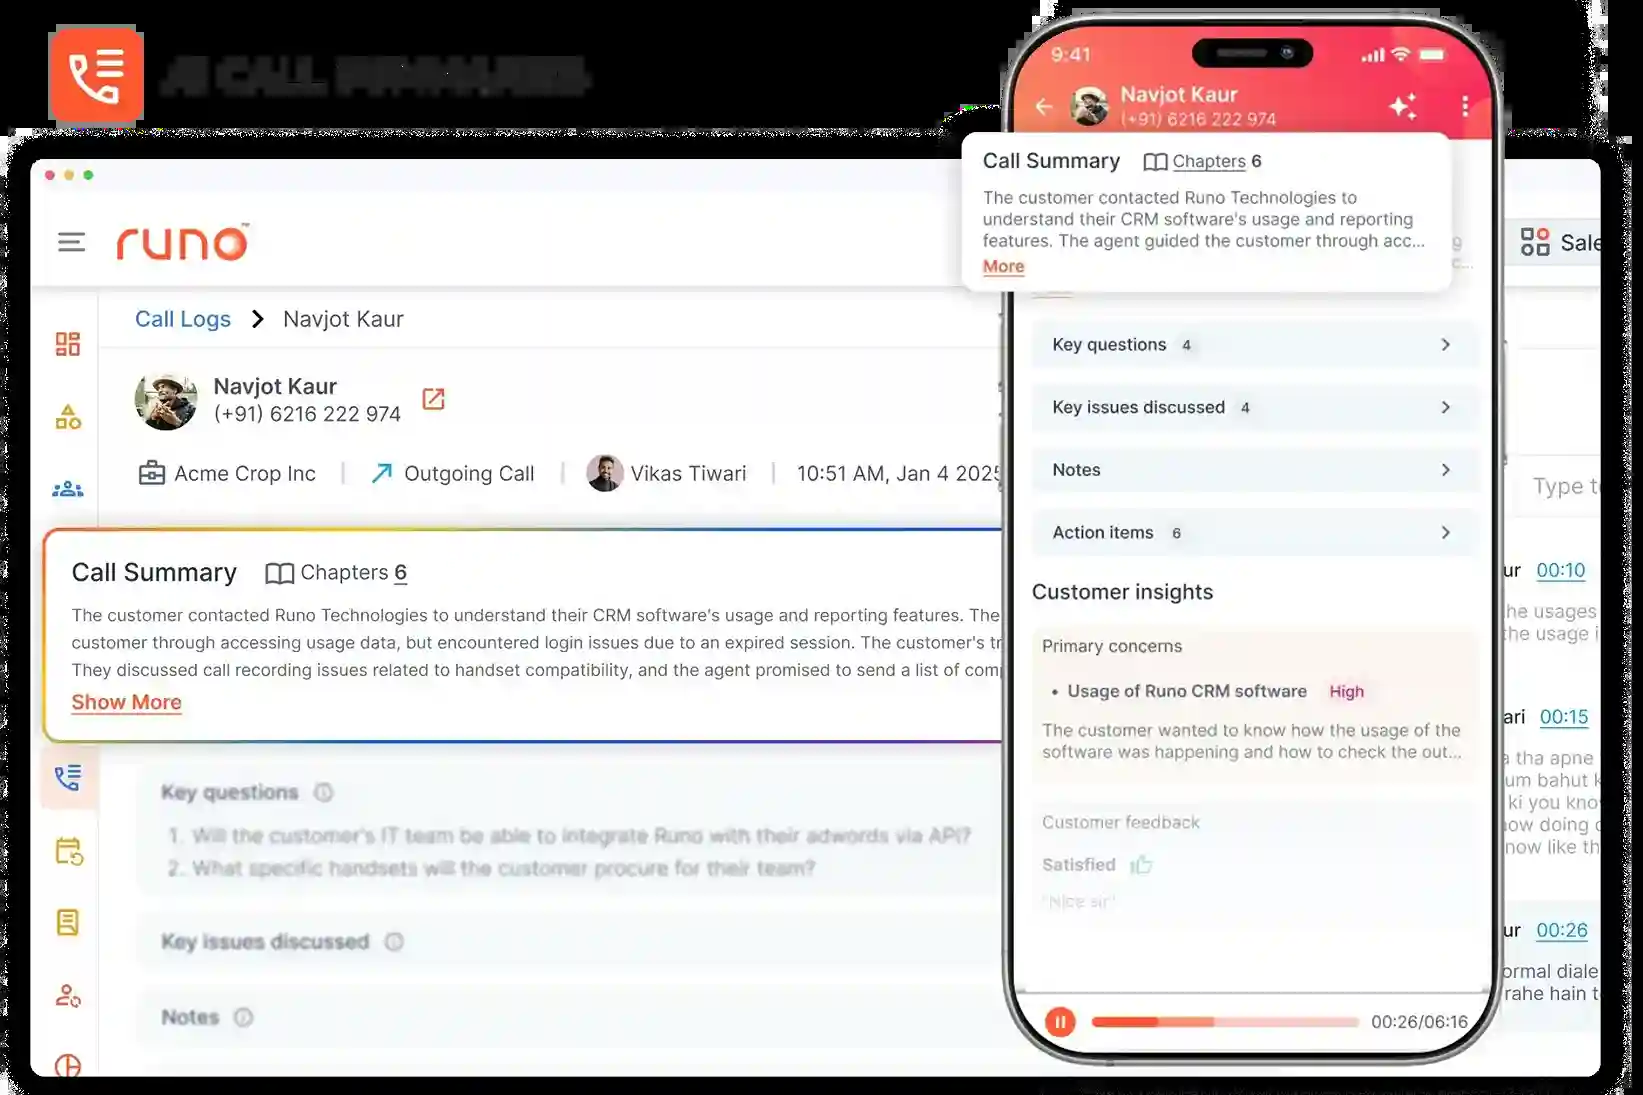 AI CALL
runo
Call Logs > Navjot Kaur
Navjot Kaur
(+91) 6216 222 974
Acme Crop Inc | Outgoing Call | Vikas Tiwari | 10:51 AM, Jan 4 2025
Call Summary Chapters 6
The customer contacted Runo Technologies to understand their CRM software's usage and reporting features. The
customer through accessing usage data, but encountered login issues due to an expired session. The customer's tr
They discussed call recording issues related to handset compatibility, and the agent promised to send a list of com
Show More
Key questions
1. Will the customer's IT team be able to integrate Runo with their adwords via API?
2. What specific handsets will the customer procure for their team?
Key issues discussed
Notes
9:41
Navjot Kaur
(+91) 6216 222 974
Call Summary Chapters 6
The customer contacted Runo Technologies to
understand their CRM software's usage and reporting
features. The agent guided the customer through acc...
More
Key questions 4
Key issues discussed 4
Notes
Action items 6
Customer insights
Primary concerns
• Usage of Runo CRM software High
The customer wanted to know how the usage of the
software was happening and how to check the out...
Customer feedback
Satisfied
"Nice sir"
00:26/06:16
Sale
Type t
ur 00:10
he usages
the usage i
ari 00:15
a tha apne
um bahut k
ki you kno
ow doing
now like th
ur 00:26
ormal diale
rahe hain t